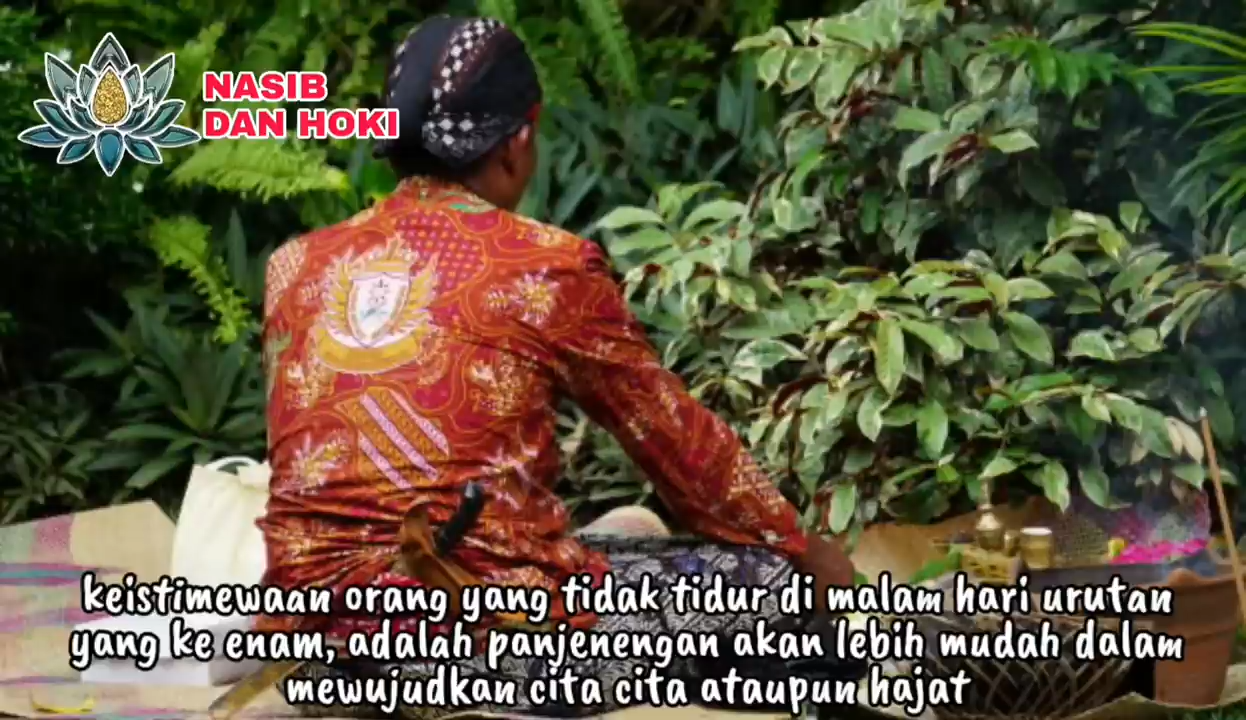 NASIB
DAN HOKI
keistimewaan orang yang tidak tidur di malam hari urutan
yang ke enam, adalah panjenengan akan lebih mudah dalam
mewujudkan cita cita ataupun hajat